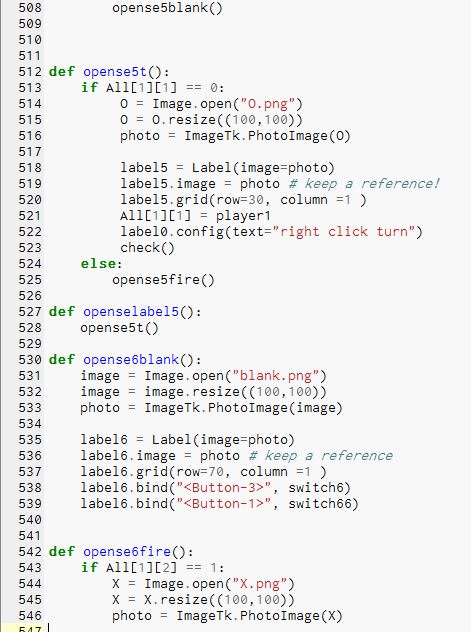 508         opense5blank()
509
510
511
512 def opense5t():
513     if All[1][1] == 0:
514         O = Image.open("O.png")
515         O = O.resize((100,100))
516         photo = ImageTk.PhotoImage(O)
517
518         label5 = Label(image=photo)
519         label5.image = photo # keep a reference!
520         label5.grid(row=30, column =1 )
521         All[1][1] = player1
522         label0.config(text="right click turn")
523         check()
524     else:
525         opense5fire()
526
527 def openselabel5():
528     opense5t()
529
530 def opense6blank():
531     image = Image.open("blank.png")
532     image = image.resize((100,100))
533     photo = ImageTk.PhotoImage(image)
534
535     label6 = Label(image=photo)
536     label6.image = photo # keep a reference
537     label6.grid(row=70, column =1 )
538     label6.bind("<Button-3>", switch6)
539     label6.bind("<Button-1>", switch66)
540
541
542 def opense6fire():
543     if All[1][2] == 1:
544         X = Image.open("X.png")
545         X = X.resize((100,100))
546         photo = ImageTk.PhotoImage(X)
547